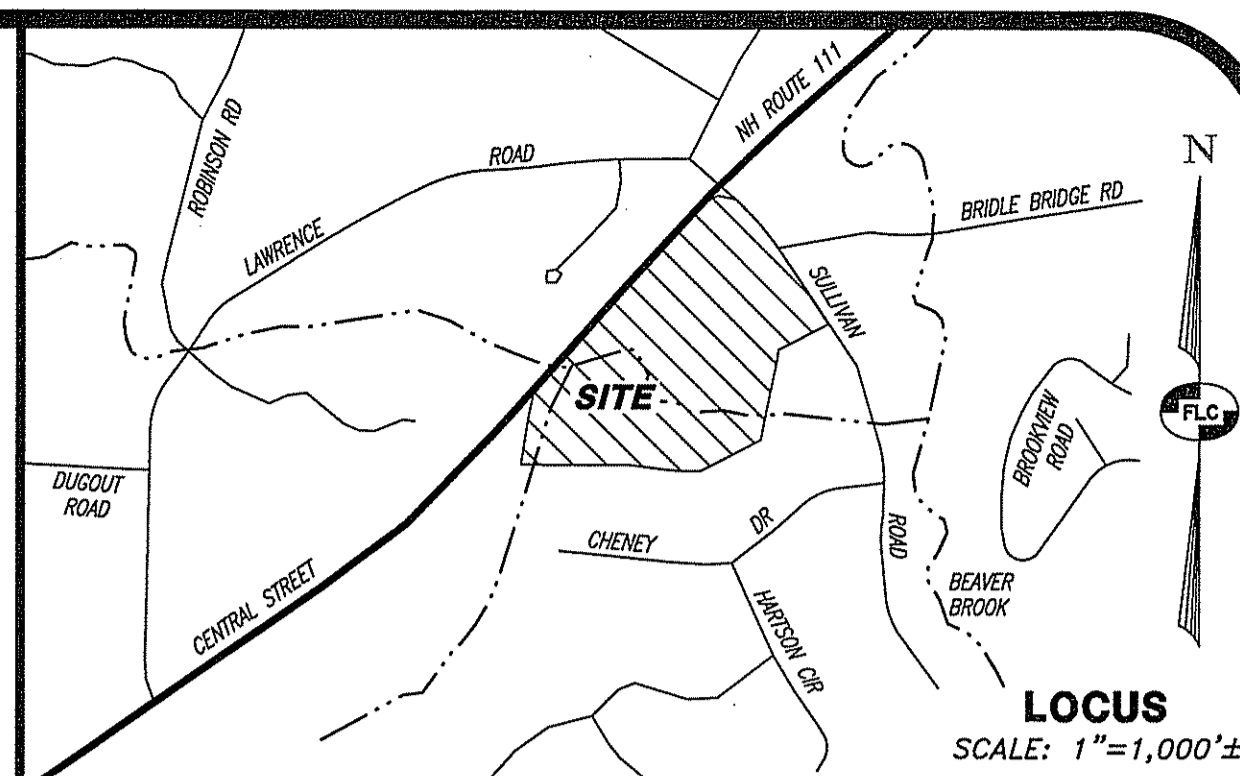 ROBINSON RD
LAWRENCE
ROAD
NH ROUTE 111
N
BRIDLE BRIDGE RD
SULLIVAN
SITE
FLC
BROOKVIEW
ROAD
DUGOUT
ROAD
CENTRAL STREET
CHENEY
DR
ROAD
HARTSON CIR
BEAVER
BROOK
LOCUS
SCALE: 1"=1,000'±